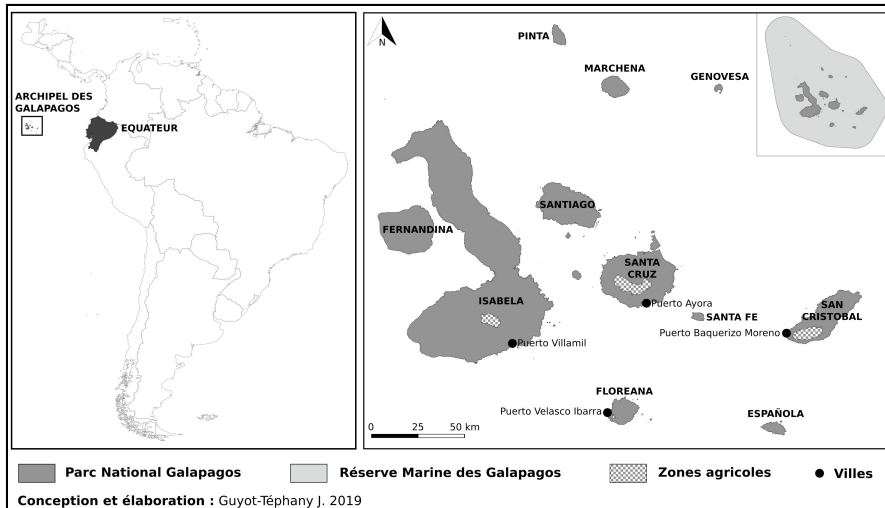 ARCHIPEL DES
GALAPAGOS
EQUATEUR
N
PINTA
MARCHENA
GENOVESA
SANTIAGO
FERNANDINA
SANTA
CRUZ
ISABELA
Puerto Ayora
SAN
CRISTOBAL
SANTA FE
Puerto Baquerizo Moreno
Puerto Villamil
FLOREANA
Puerto Velasco Ibarra
ESPAÑOLA
0 25 50 km
Parc National Galapagos
Réserve Marine des Galapagos
Zones agricoles
Villes
Conception et élaboration : Guyot-Téphany J. 2019